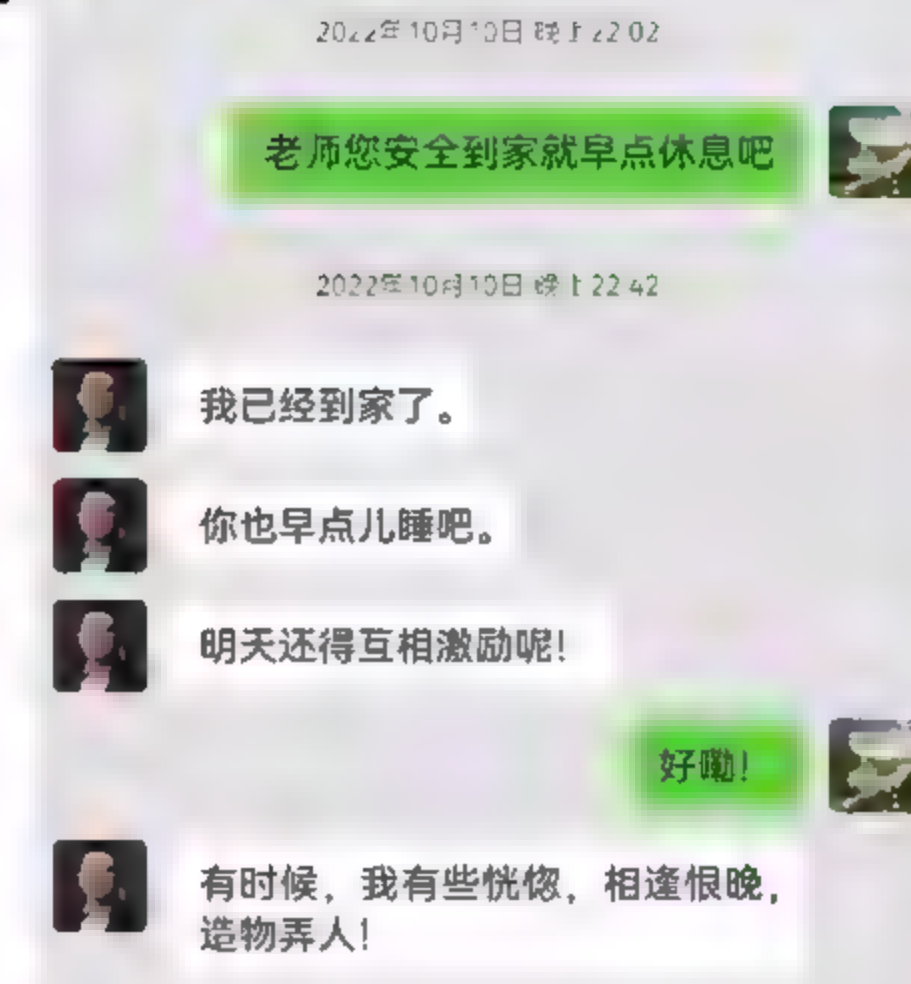 2022年10月10日 晚上22:02
老师您安全到家就早点休息吧
2022年10月10日 晚上22:42
我已经到家了。
你也早点儿睡吧。
明天还得互相激励呢!
好嘞!
有时候，我有些恍惚，相逢恨晚，
造物弄人!